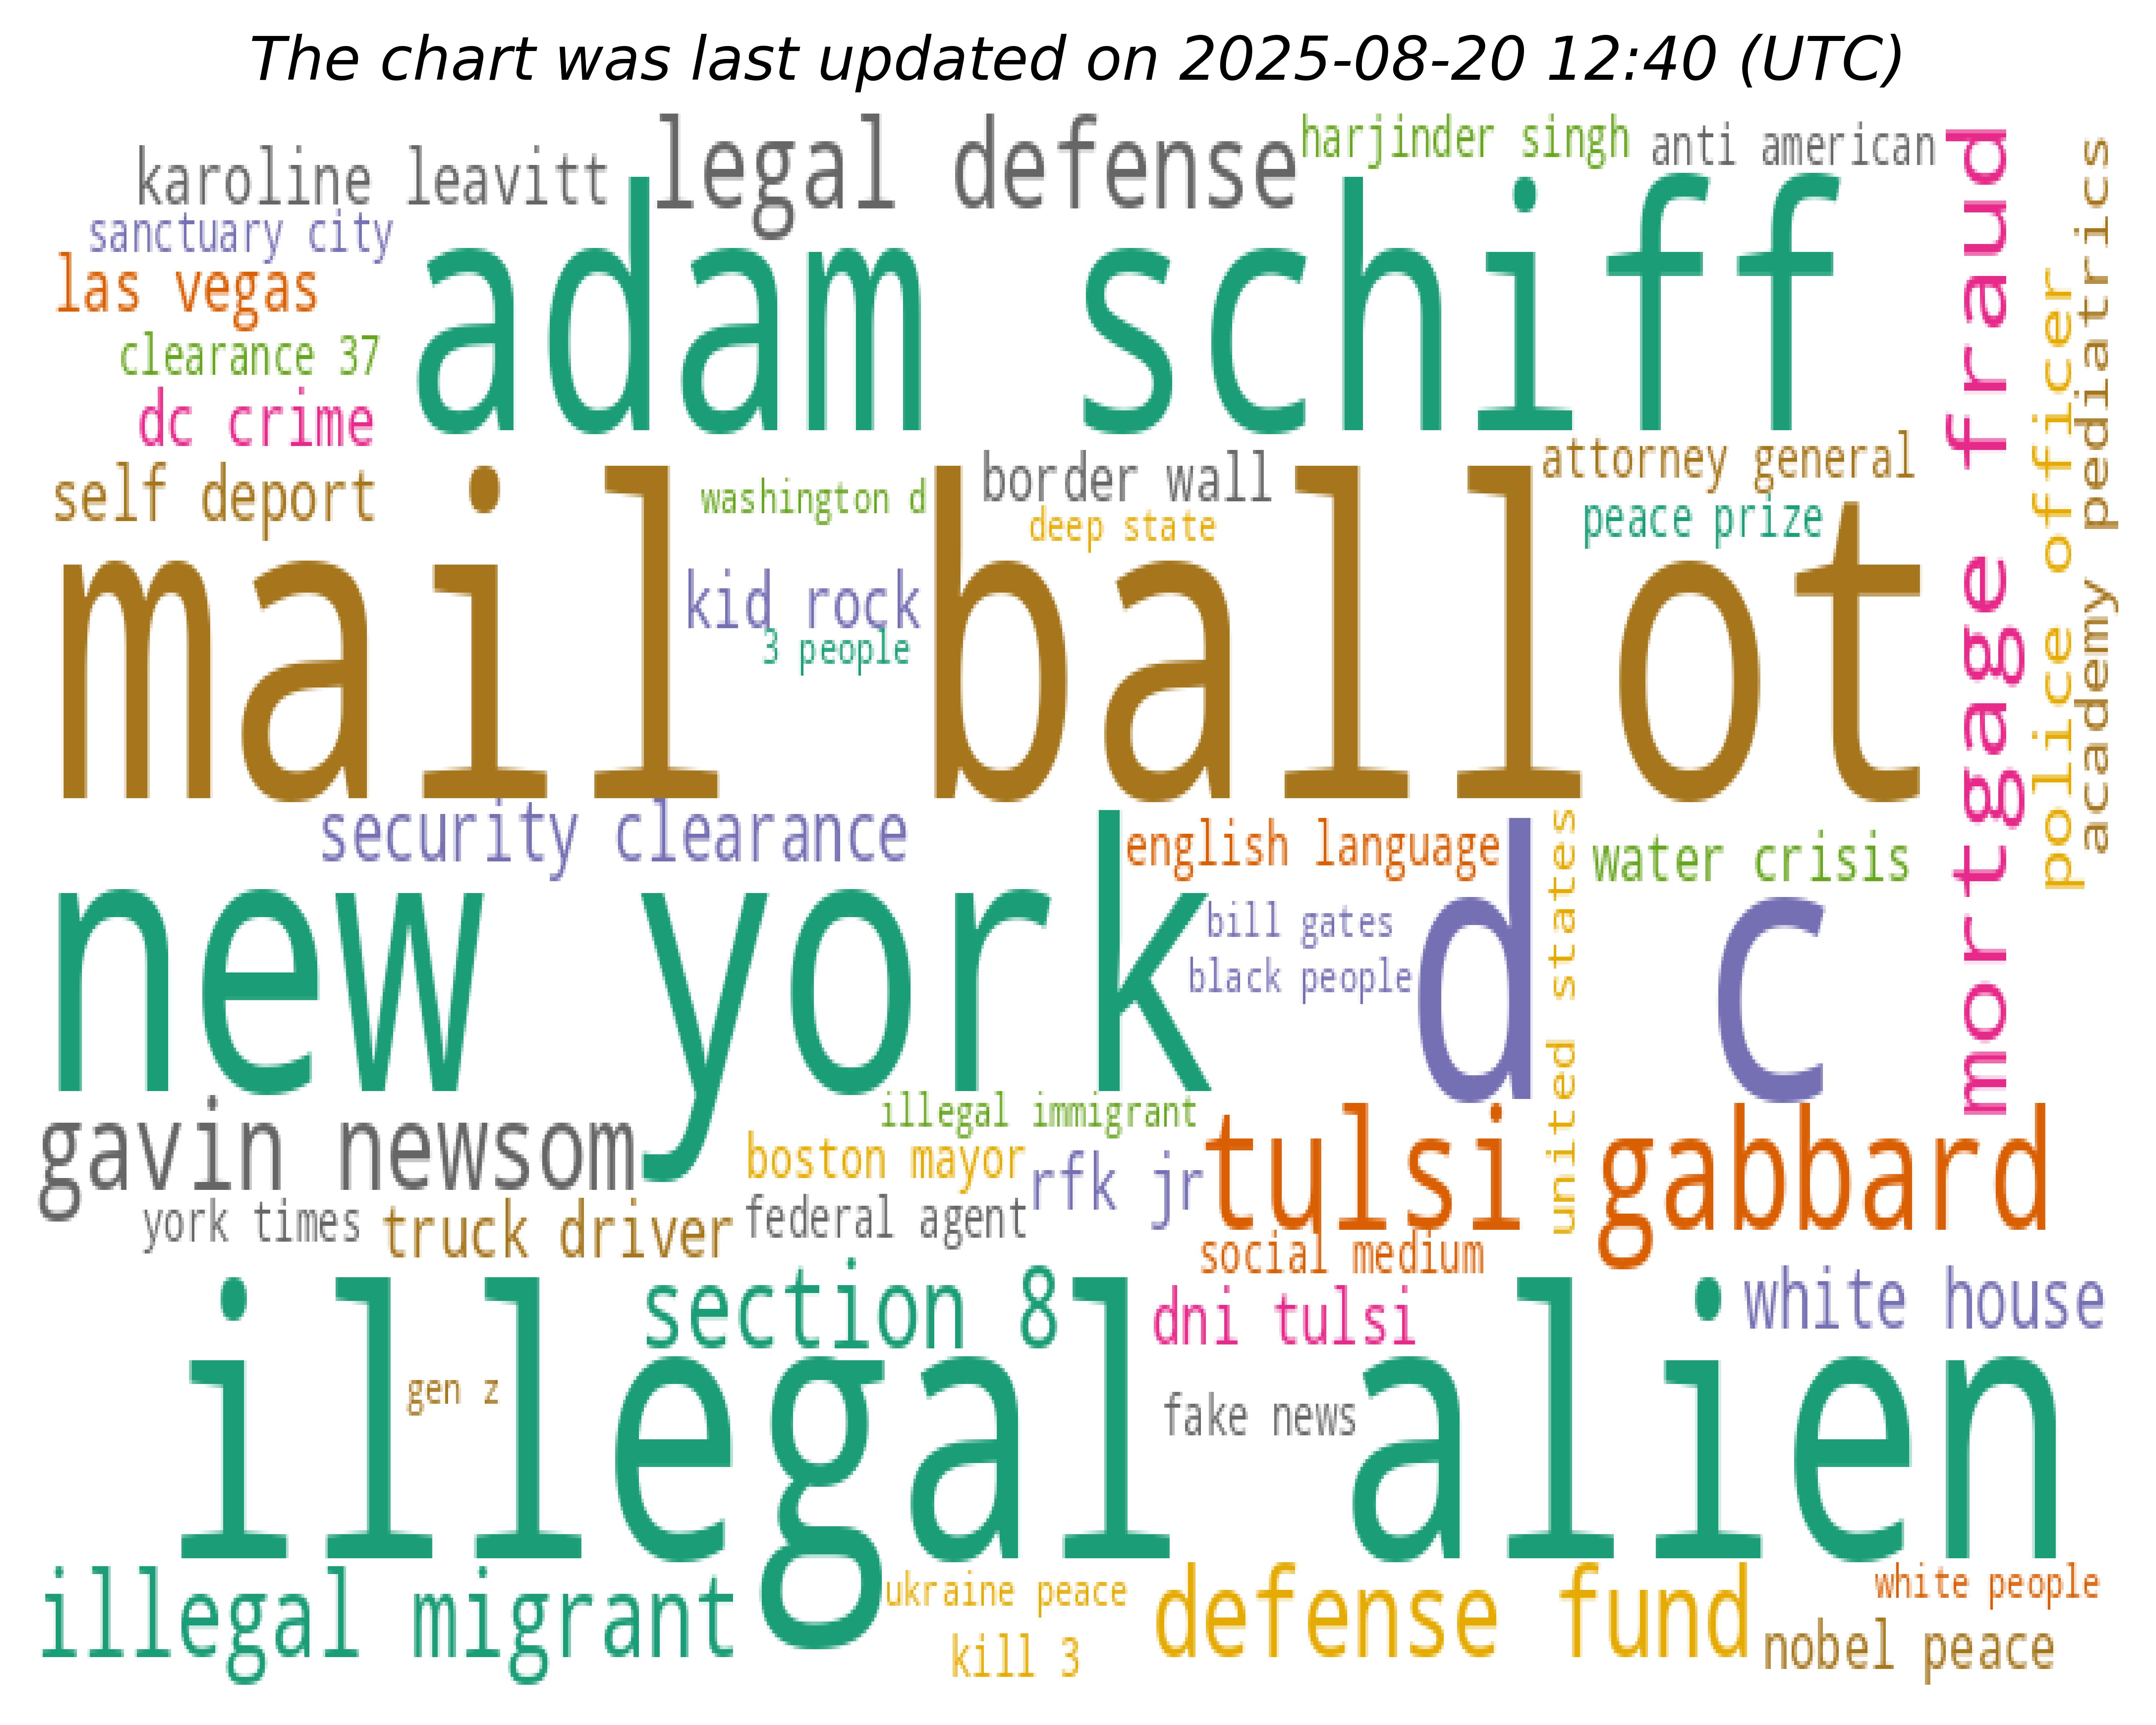 The chart was last updated on 2025-08-20 12:40 (UTC)
legal defense
harjinder singh
anti american
karoline leavitt
sanctuary city
adam schiff
las vegas
clearance 37
dc crime
mortgage fraud
police officer
academy pediatrics
self deport
washington d
border wall
deep state
attorney general
peace prize
mail ballot
kid rock
3 people
security clearance
english language
water crisis
new york
bill gates
black people
d c
united states
illegal immigrant
gavin newsom
boston mayor
rfk jr
tulsi gabbard
york times
truck driver
federal agent
social medium
section 8
dni tulsi
white house
illegal alien
gen z
fake news
illegal migrant
ukraine peace
defense fund
white people
kill 3
nobel peace